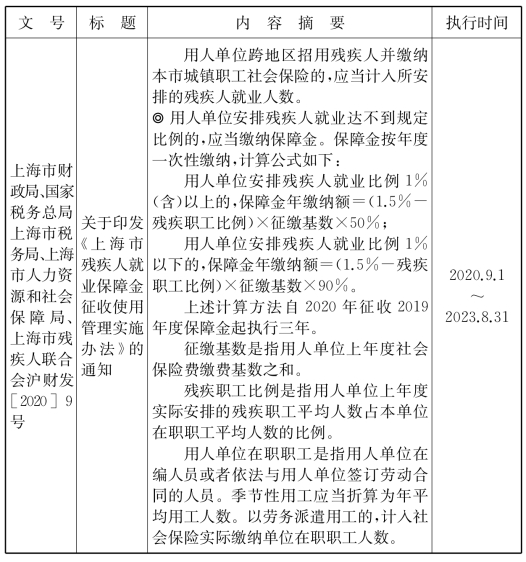 文 号
标 题
内 容 摘 要
执行时间
上海市财
政局、国家
税务总局
上海市税
务局、上海
市人力资
源和社会
保障局、
上海市残
疾人联合
会沪财发
[2020] 9
号
关于印发
《上海市
残疾人就
业保障金
征收使用
管理实施
办法》的
通知
用人单位跨地区招用残疾人并缴纳
本市城镇职工社会保险的,应当计入所安
排的残疾人就业人数。
◎ 用人单位安排残疾人就业达不到规定
比例的,应当缴纳保障金。保障金按年度
一次性缴纳,计算公式如下:
用人单位安排残疾人就业比例 1%
(含)以上的,保障金年缴纳额=(1.5%-
残疾职工比例)×征缴基数×50%;
用人单位安排残疾人就业比例 1%
以下的,保障金年缴纳额=(1.5%-残疾
职工比例)×征缴基数×90%。
上述计算方法自 2020 年征收 2019
年度保障金起执行三年。
征缴基数是指用人单位上年度社会
保险费缴费基数之和。
残疾职工比例是指用人单位上年度
实际安排的残疾职工平均人数占本单位
在职职工平均人数的比例。
用人单位在职职工是指用人单位在
编人员或者依法与用人单位签订劳动合
同的人员。季节性用工应当折算为年平
均用工人数。以劳务派遣用工的,计入社
会保险实际缴纳单位在职职工人数。
2020.9.1
~
2023.8.31